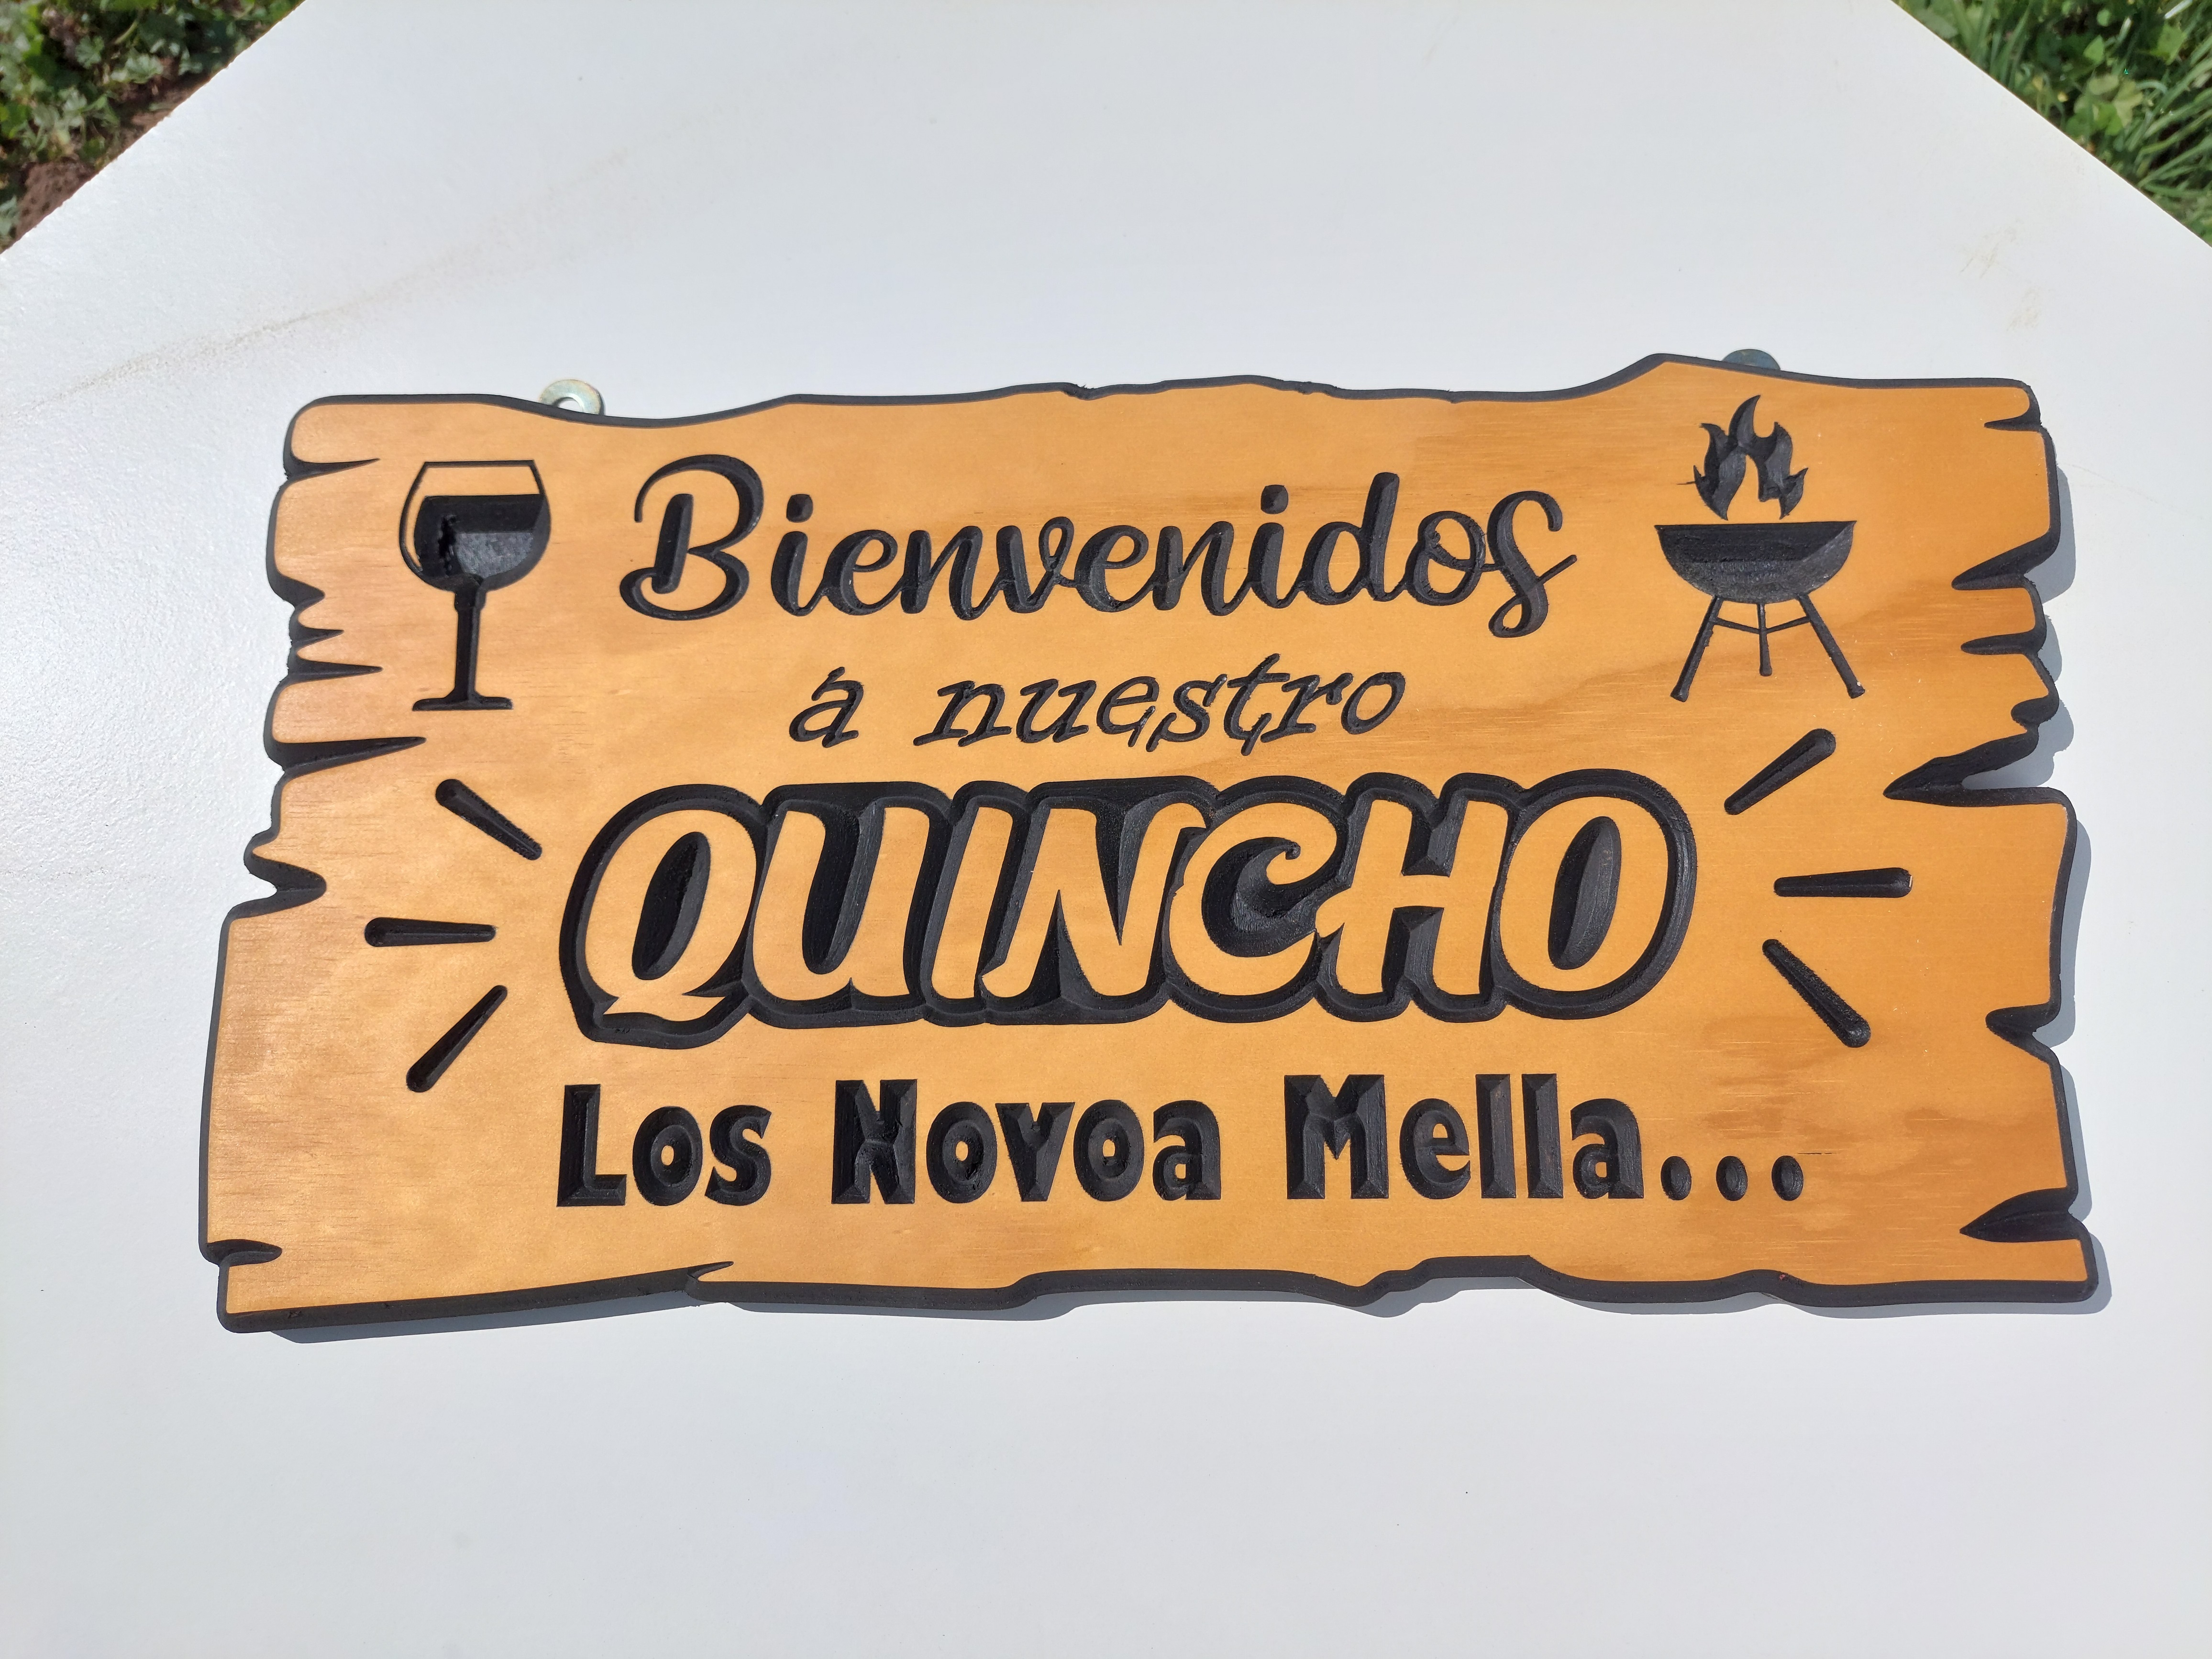 Bienvenidos
a nuestro
QUINCHO
Los Novoa Mella...